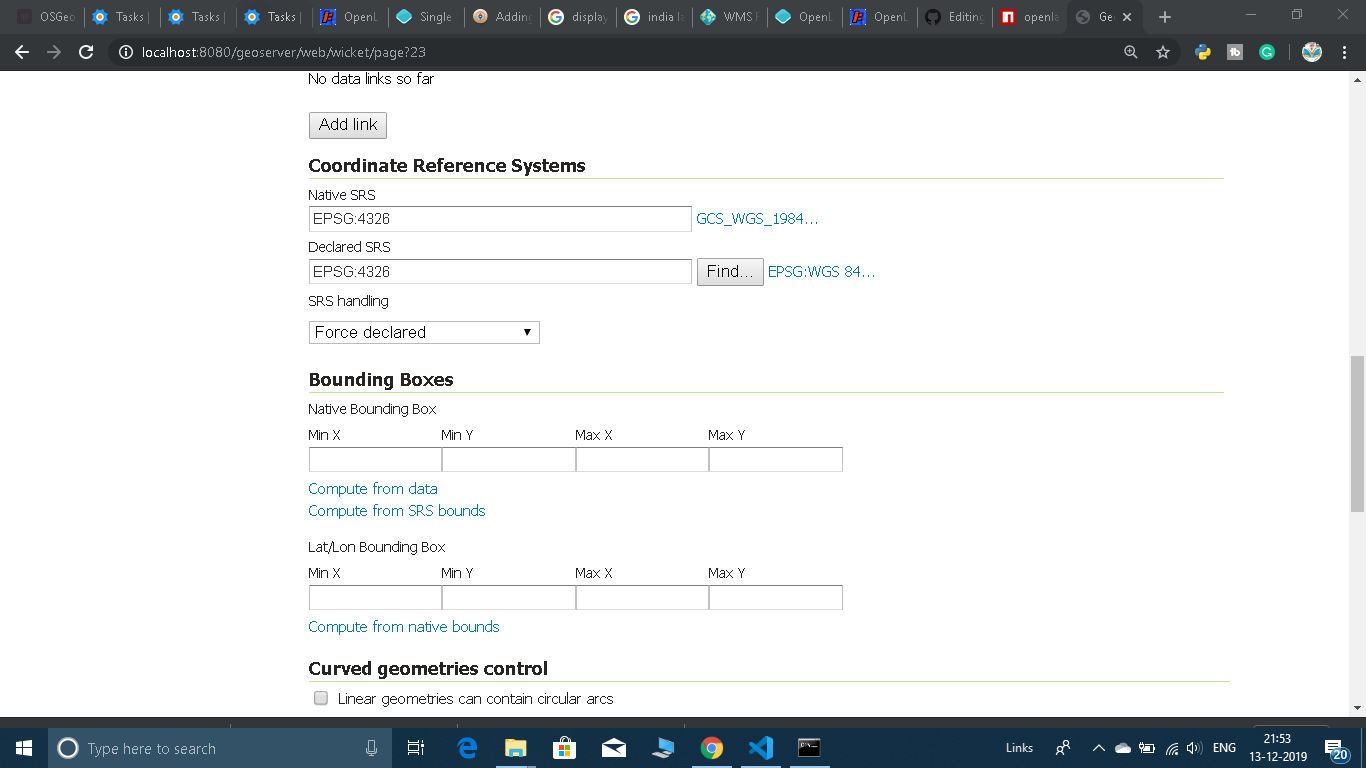 OSGeo
Tasks
Tasks
Tasks
OpenL
Single
Adding
display
india la
WMS
OpenL
OpenL
Editing
openla
Geo
localhost:8080/geoserver/web/wicket/page?23
No data links so far
Add link
Coordinate Reference Systems
Native SRS
EPSG:4326 GCS_WGS_1984...
Declared SRS
EPSG:4326 Find... EPSG:WGS 84...
SRS handling
Force declared
Bounding Boxes
Native Bounding Box
Min X Min Y Max X Max Y
Compute from data
Compute from SRS bounds
Lat/Lon Bounding Box
Min X Min Y Max X Max Y
Compute from native bounds
Curved geometries control
Linear geometries can contain circular arcs
Type here to search
Links
ENG
21:53
13-12-2019
20